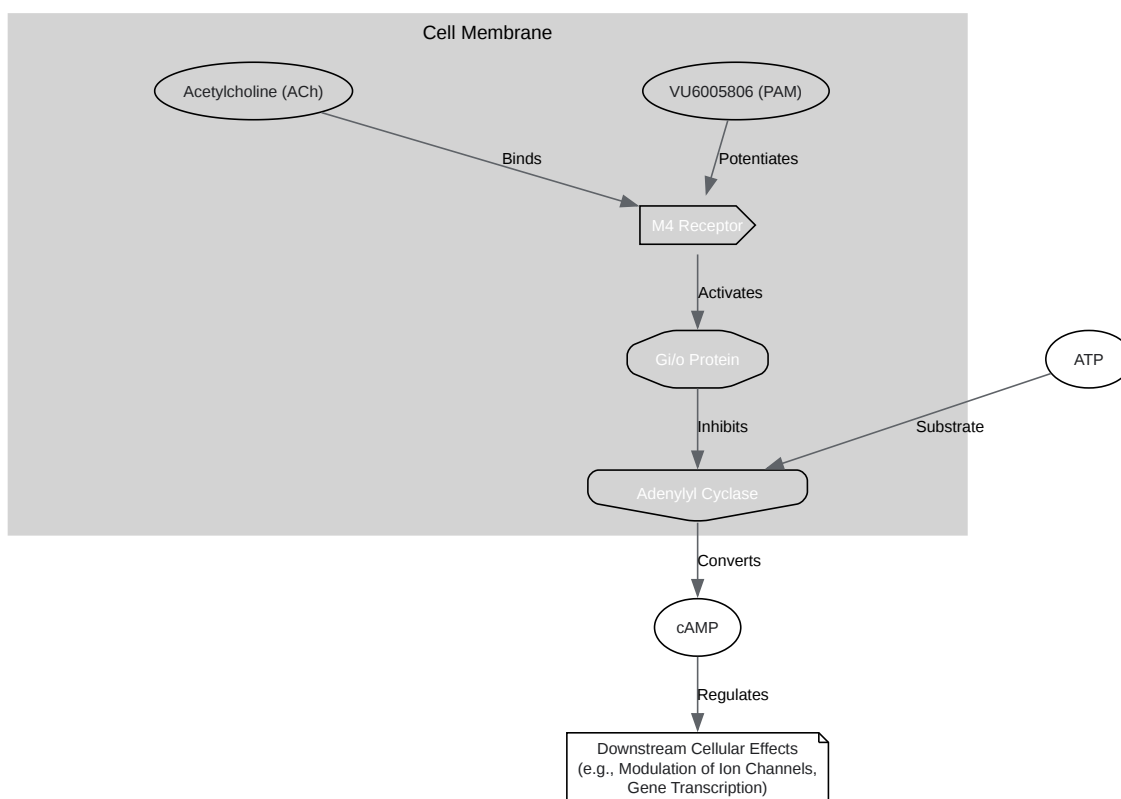 Cell Membrane
Acetylcholine (ACh)
VU6005806 (PAM)
Binds
Potentiates
M4 Receptor
Activates
Gi/o Protein
ATP
Inhibits
Substrate
Adenylyl Cyclase
Converts
cAMP
Regulates
Downstream Cellular Effects
(e.g., Modulation of Ion Channels,
Gene Transcription)